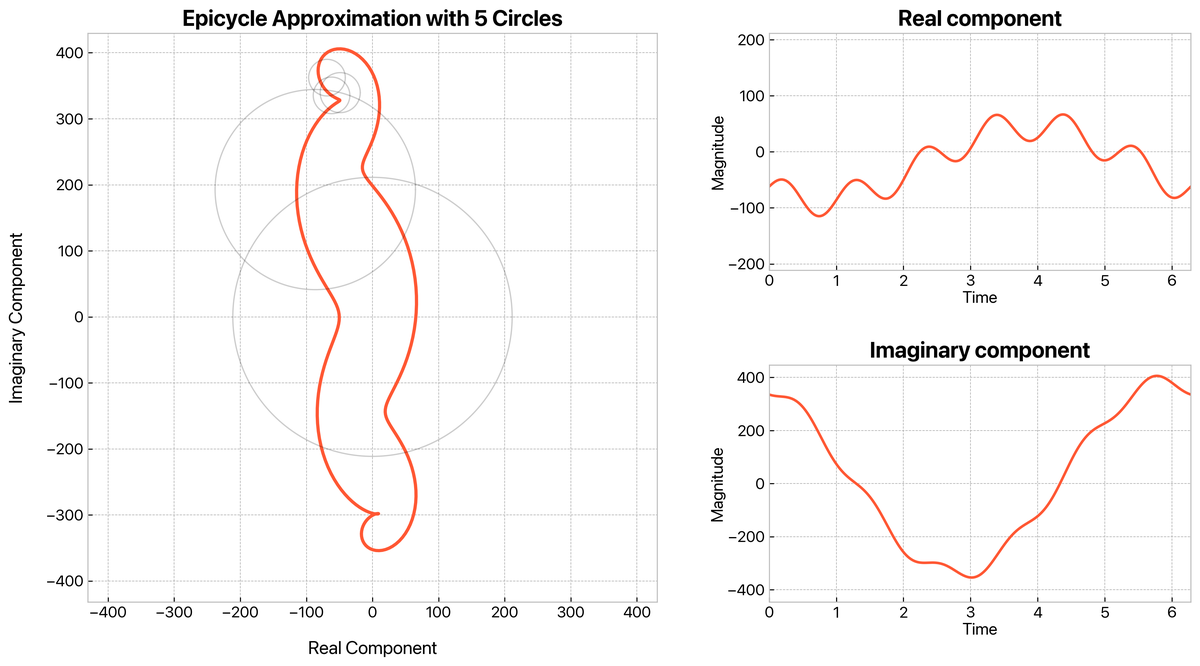 Epicycle Approximation with 5 Circles
400
300
200
100
0
−100
−200
−300
−400
−400 −300 −200 −100 0 100 200 300 400
Imaginary Component
Real Component
Real component
200
100
0
−100
−200
0 1 2 3 4 5 6
Magnitude
Time
Imaginary component
400
200
0
−200
−400
0 1 2 3 4 5 6
Magnitude
Time